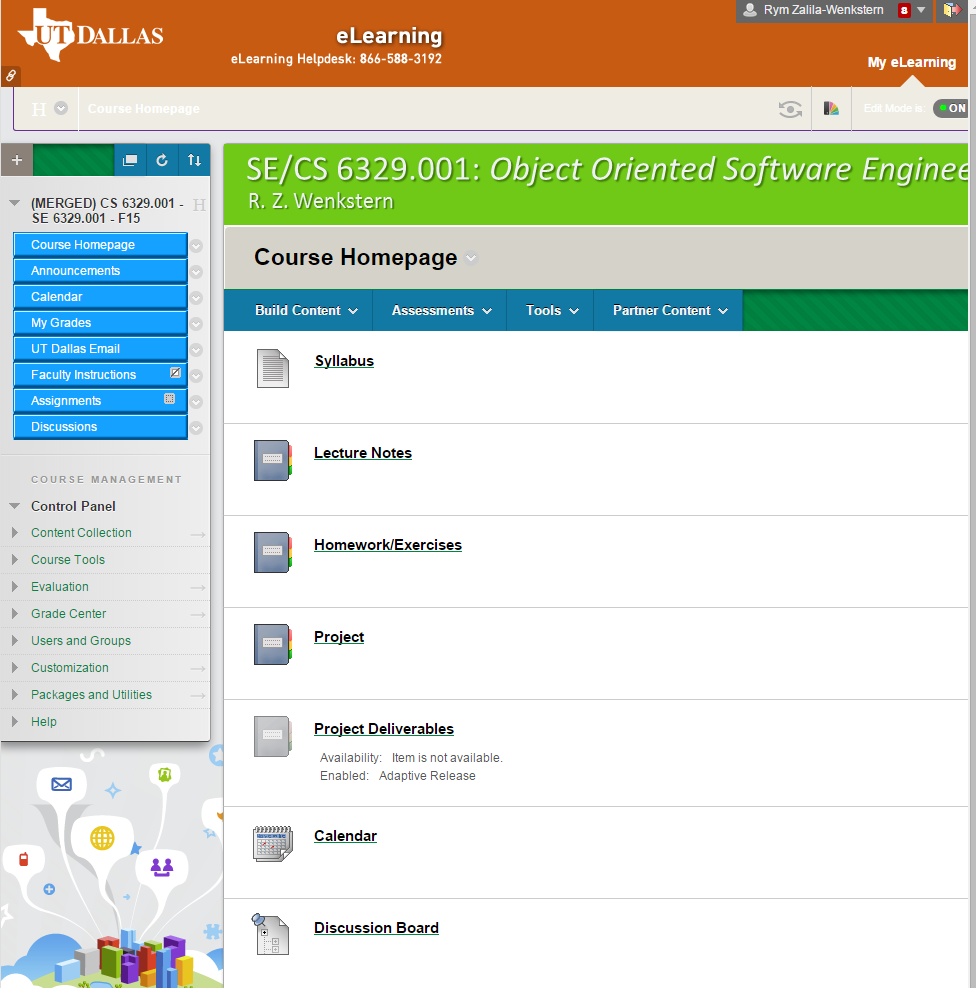 Rym Zalila-Wenkstern 8
UT DALLAS
eLearning
eLearning Helpdesk: 866-588-3192
My eLearning
H Course Homepage Edit Mode is ON
SE/CS 6329.001: Object Oriented Software Enginee
R. Z. Wenkstern
(MERGED) CS 6329.001 - H
SE 6329.001 - F15
Course Homepage
Announcements
Calendar
My Grades
UT Dallas Email
Faculty Instructions
Assignments
Discussions
COURSE MANAGEMENT
Control Panel
Content Collection
Course Tools
Evaluation
Grade Center
Users and Groups
Customization
Packages and Utilities
Help
Course Homepage
Build Content Assessments Tools Partner Content
Syllabus
Lecture Notes
Homework/Exercises
Project
Project Deliverables
Availability: Item is not available.
Enabled: Adaptive Release
Calendar
Discussion Board